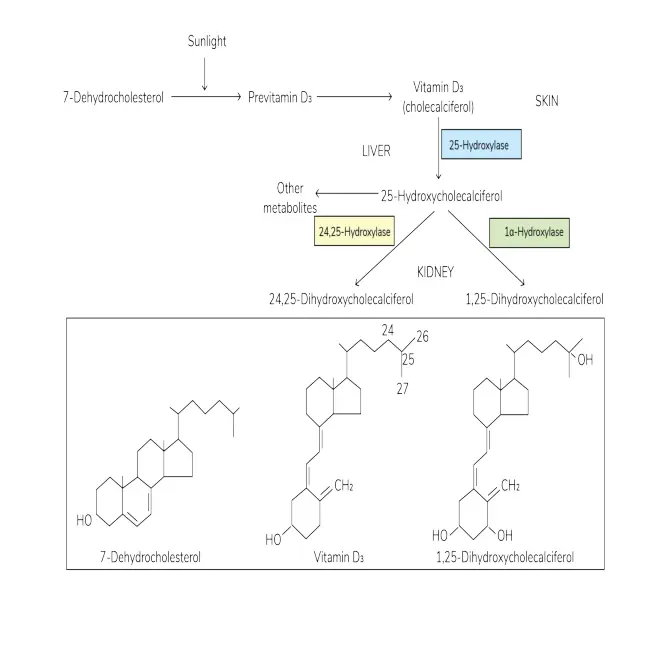 Sunlight
7-Dehydrocholesterol
Previtamin D₃
Vitamin D₃
(cholecalciferol)
SKIN
LIVER
25-Hydroxylase
Other
metabolites
25-Hydroxycholecalciferol
24,25-Hydroxylase
1α-Hydroxylase
KIDNEY
24,25-Dihydroxycholecalciferol
1,25-Dihydroxycholecalciferol
24
26
25
27
OH
CH₂
CH₂
HO
HO
HO
OH
7-Dehydrocholesterol
Vitamin D₃
1,25-Dihydroxycholecalciferol